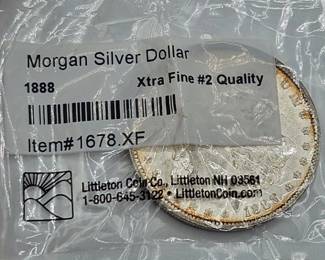 Morgan Silver Dollar
1888 Xtra Fine #2 Quality
Item#1678.XF
Littleton Coin Co., Littleton NH 03561
1-800-645-3122 • LittletonCoin.com